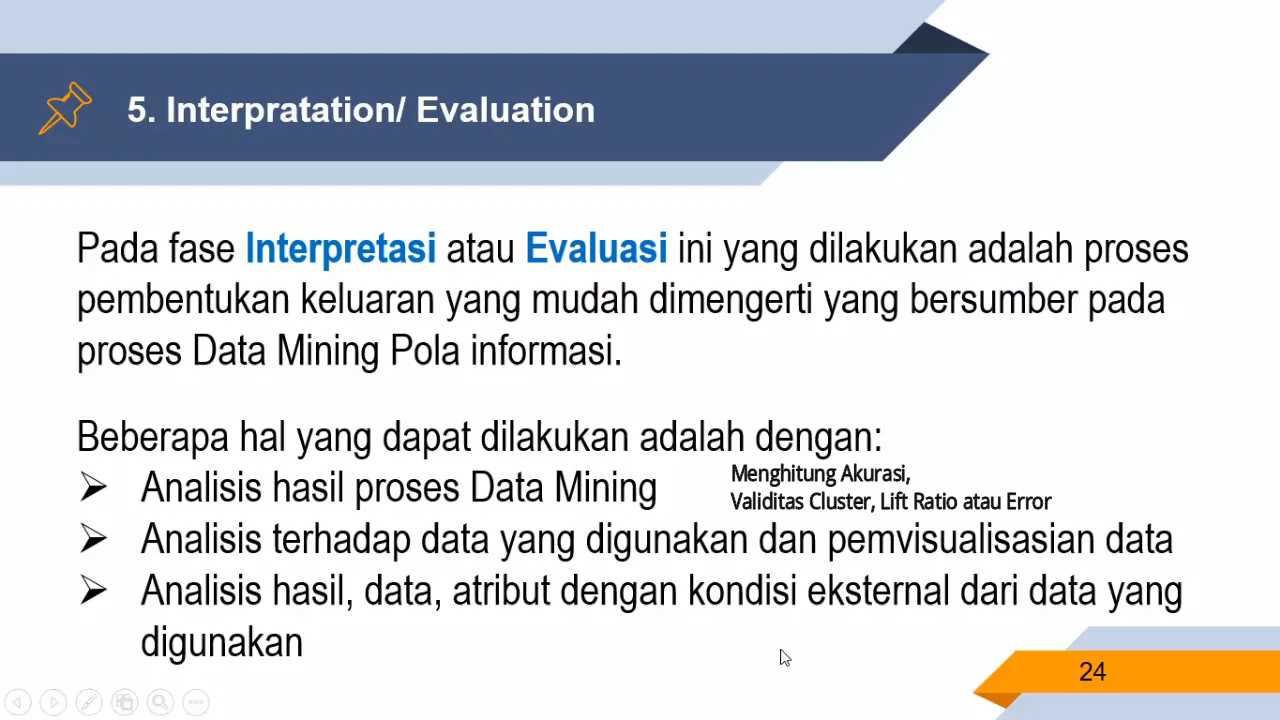 5. Interpratation/ Evaluation
Pada fase Interpretasi atau Evaluasi ini yang dilakukan adalah proses
pembentukan keluaran yang mudah dimengerti yang bersumber pada
proses Data Mining Pola informasi.
Beberapa hal yang dapat dilakukan adalah dengan:
Analisis hasil proses Data Mining
Menghitung Akurasi,
Validitas Cluster, Lift Ratio atau Error
Analisis terhadap data yang digunakan dan pemvisualisasian data
Analisis hasil, data, atribut dengan kondisi eksternal dari data yang
digunakan
24